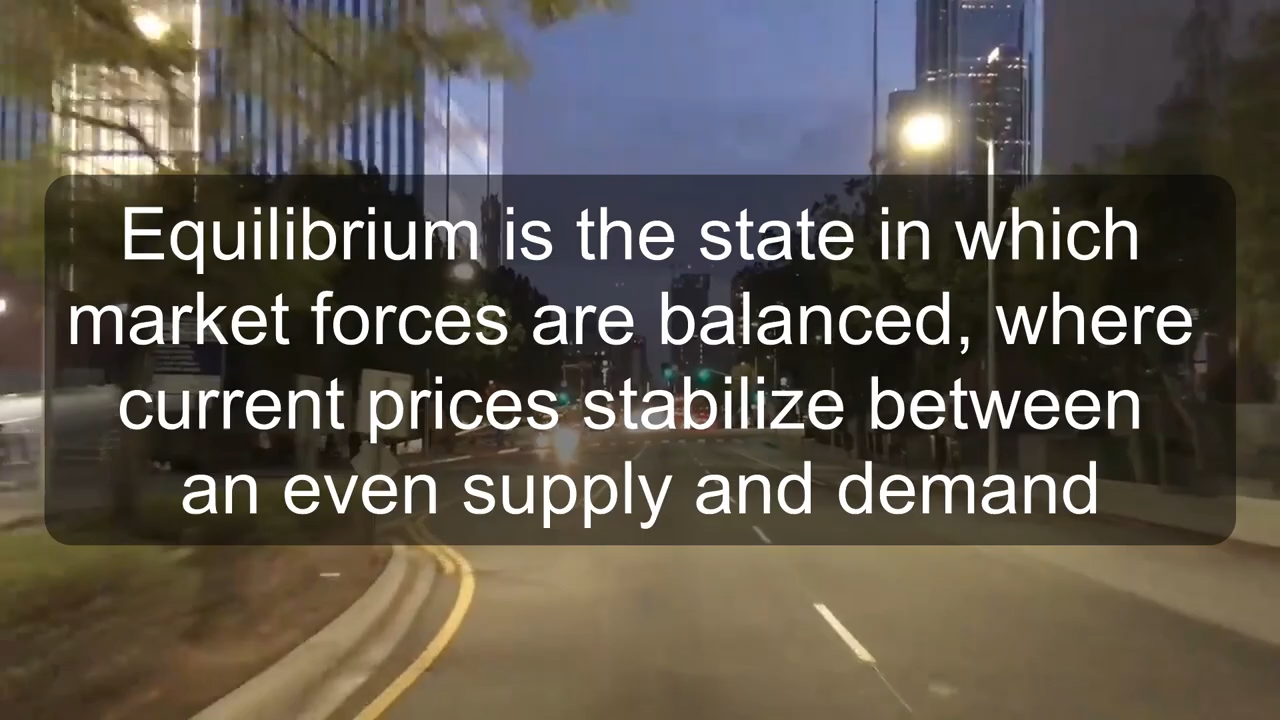 Equilibrium is the state in which
market forces are balanced, where
current prices stabilize between
an even supply and demand